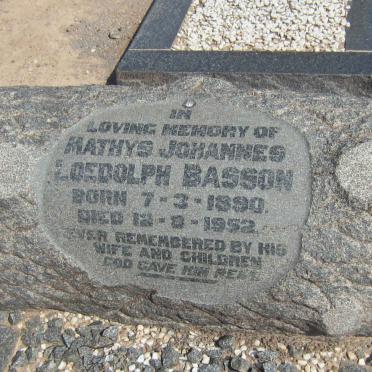 IN
LOVING MEMORY OF
MATHYS JOHANNES
LOEDOLPH BASSON
BORN 7-3-1890.
DIED 12-9-1952.
EVER REMEMBERED BY HIS
WIFE AND CHILDREN
GOD GAVE HIM REST